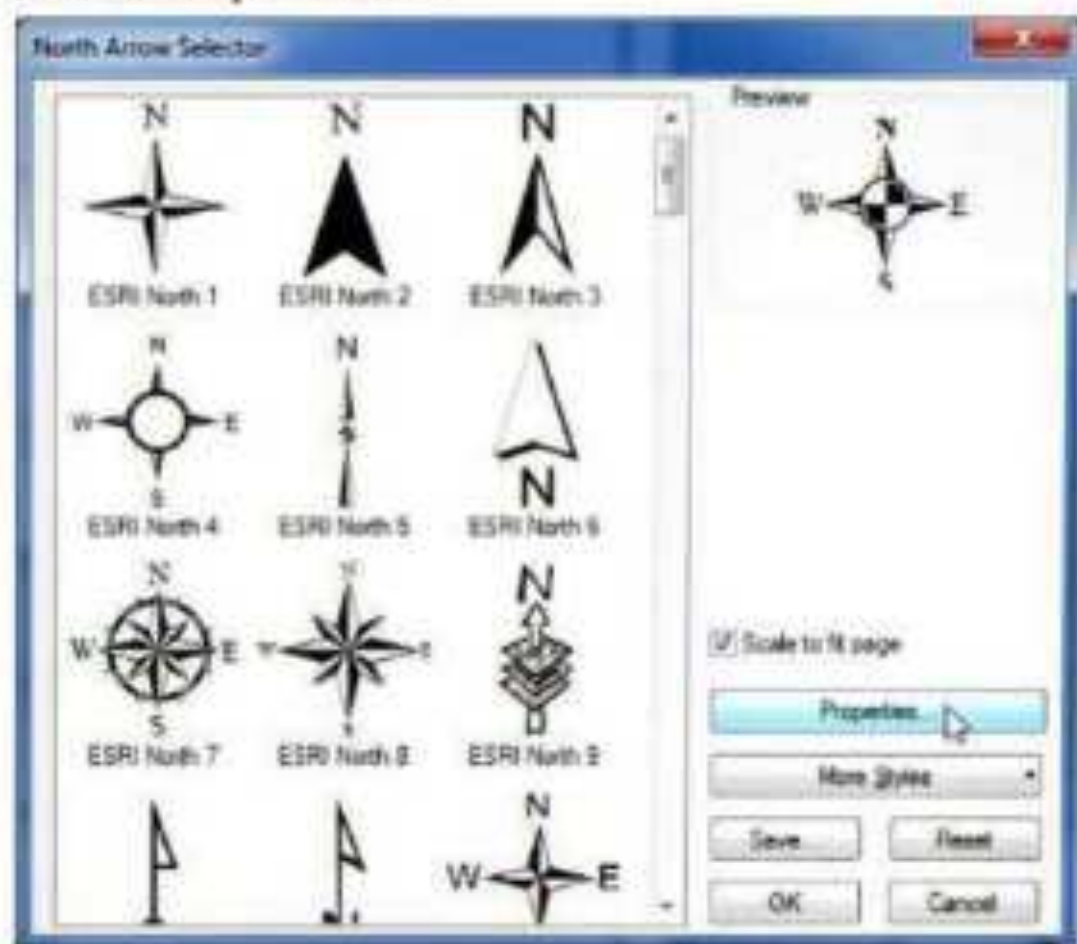 North Arrow Selector
N N N
ESRI North 1 ESRI North 2 ESRI North 3
N N
W E
S
N
ESRI North 4 ESRI North 5 ESRI North 6
N N
W E
S
ESRI North 7 ESRI North 8 ESRI North 9
N
W E
Preview
N
W E
S
Scale to fit page
Properties...
More Styles
Save... Reset
OK Cancel